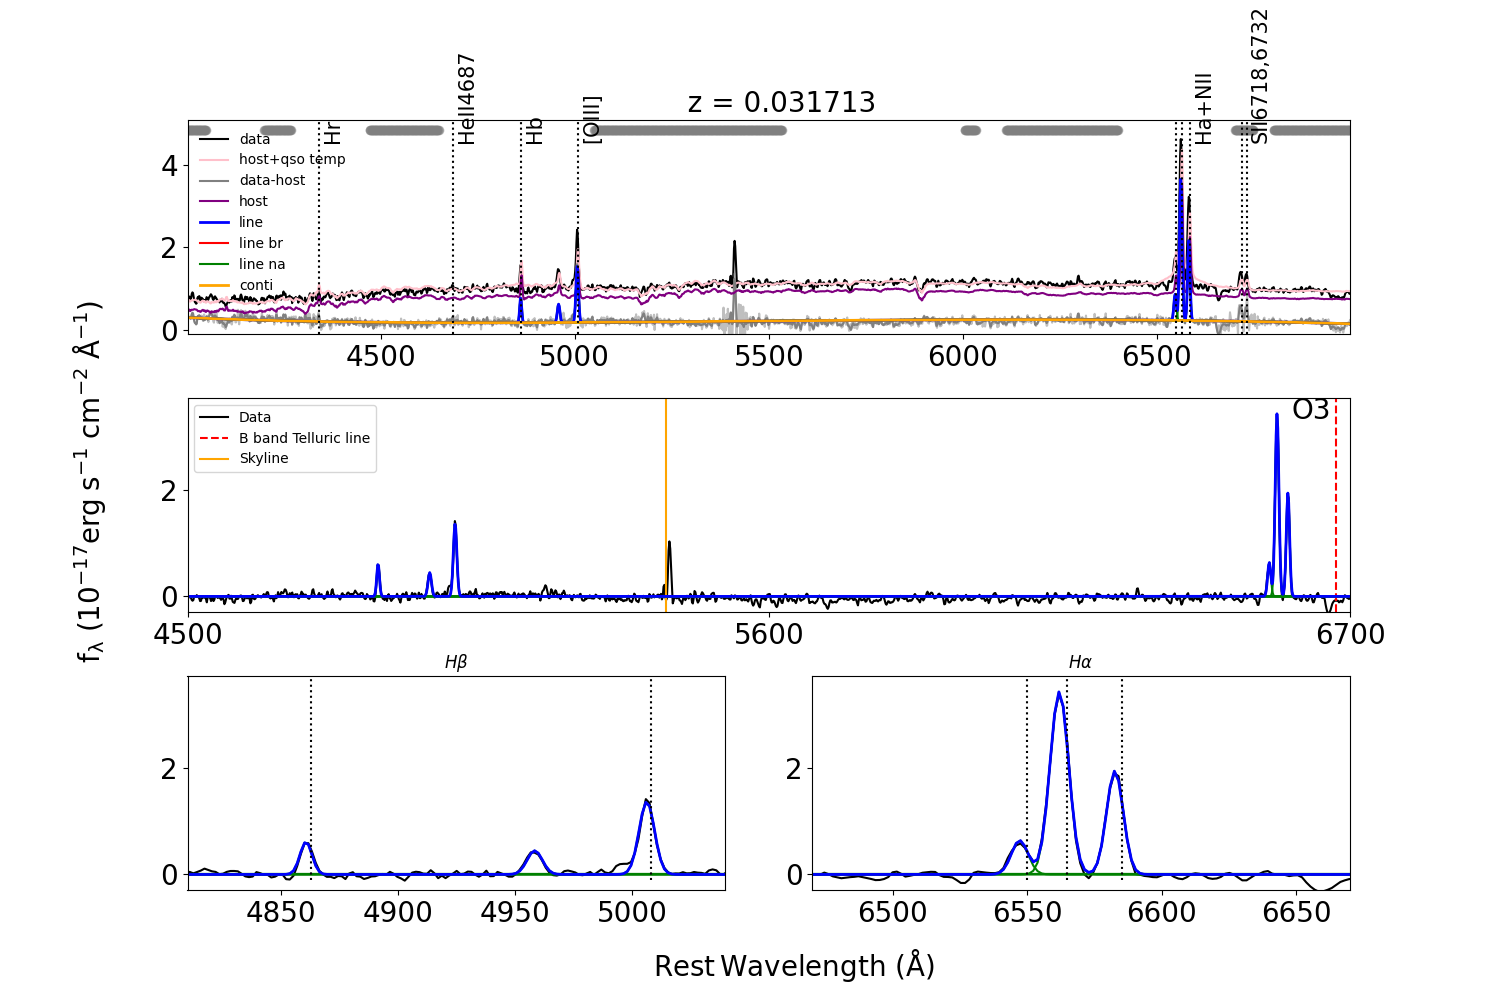 z = 0.031713
Hr
HeII4687
Hb
[OIII]
Ha+NII
SII6718,6732
data
host+qso temp
data-host
host
line
line br
line na
conti
4
2
0
4500
5000
5500
6000
6500
fλ (10⁻¹⁷erg s⁻¹ cm⁻² Å⁻¹)
Data
B band Telluric line
Skyline
O3
2
0
4500
5600
6700
Hβ
2
0
4850
4900
4950
5000
Hα
2
0
6500
6550
6600
6650
Rest Wavelength (Å)